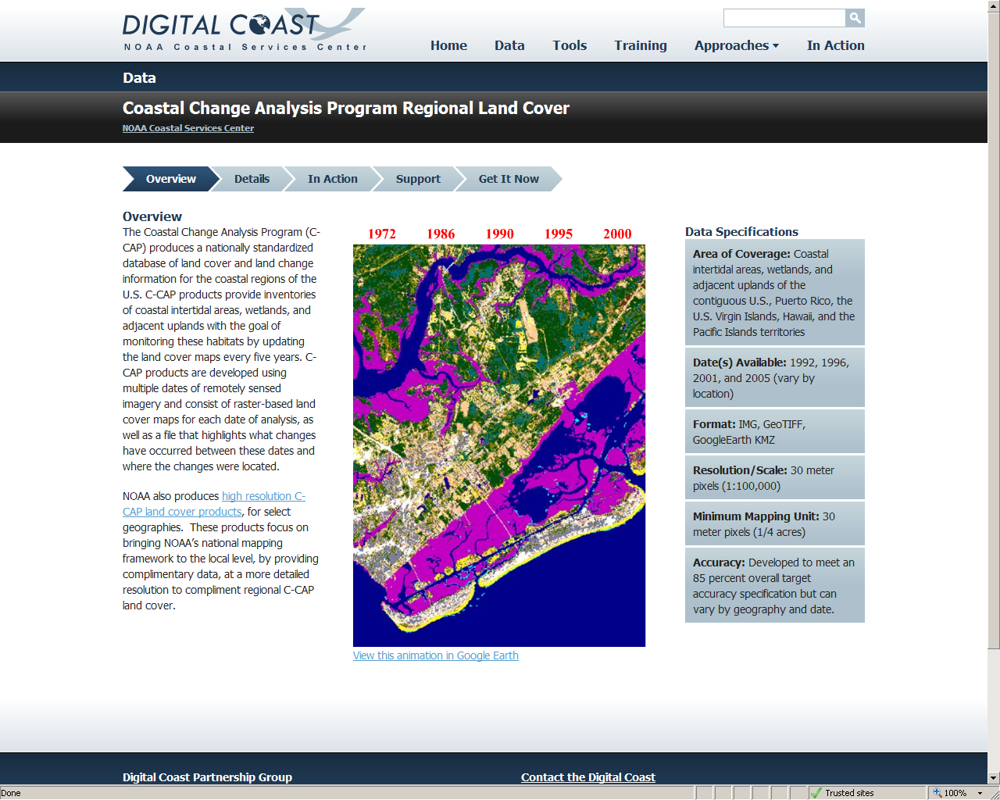 DIGITAL COAST
NOAA Coastal Services Center
Home Data Tools Training Approaches In Action
Data
Coastal Change Analysis Program Regional Land Cover
NOAA Coastal Services Center
Overview Details In Action Support Get It Now
Overview
The Coastal Change Analysis Program (C-
CAP) produces a nationally standardized
database of land cover and land change
information for the coastal regions of the
U.S. C-CAP products provide inventories
of coastal intertidal areas, wetlands, and
adjacent uplands with the goal of
monitoring these habitats by updating
the land cover maps every five years. C-
CAP products are developed using
multiple dates of remotely sensed
imagery and consist of raster-based land
cover maps for each date of analysis, as
well as a file that highlights what changes
have occurred between these dates and
where the changes were located.
NOAA also produces high resolution C-
CAP land cover products, for select
geographies. These products focus on
bringing NOAA's national mapping
framework to the local level, by providing
complimentary data, at a more detailed
resolution to compliment regional C-CAP
land cover.
1972 1986 1990 1995 2000
View this animation in Google Earth
Data Specifications
Area of Coverage: Coastal
intertidal areas, wetlands, and
adjacent uplands of the
contiguous U.S., Puerto Rico, the
U.S. Virgin Islands, Hawaii, and the
Pacific Islands territories
Date(s) Available: 1992, 1996,
2001, and 2005 (vary by
location)
Format: IMG, GeoTIFF,
GoogleEarth KMZ
Resolution/Scale: 30 meter
pixels (1:100,000)
Minimum Mapping Unit: 30
meter pixels (1/4 acres)
Accuracy: Developed to meet an
85 percent overall target
accuracy specification but can
vary by geography and date.
Digital Coast Partnership Group
Contact the Digital Coast
Done
Trusted sites
100%